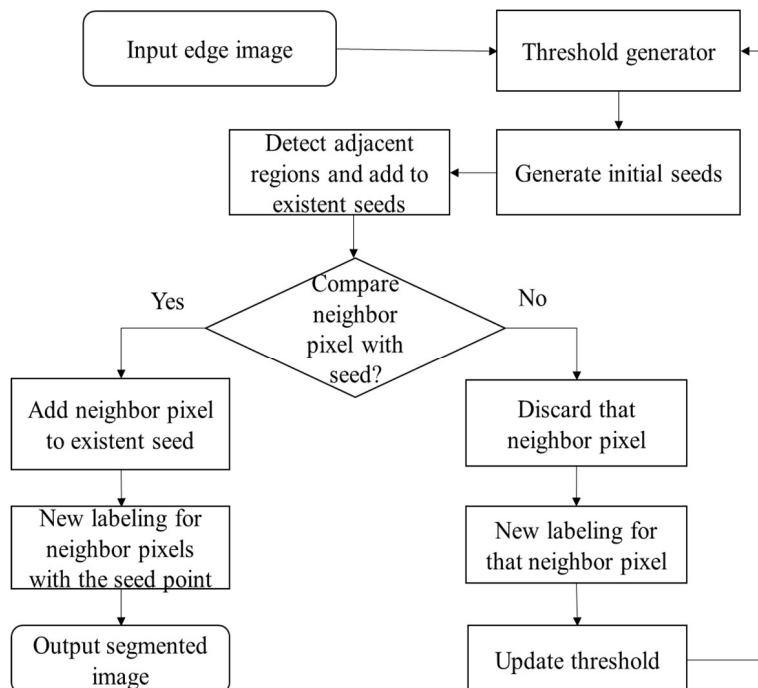 Input edge image
Threshold generator
Detect adjacent
regions and add to
existent seeds
Generate initial seeds
Compare
neighbor
pixel with
seed?
Yes
No
Add neighbor pixel
to existent seed
Discard that
neighbor pixel
New labeling for
neighbor pixels
with the seed point
New labeling for
that neighbor pixel
Output segmented
image
Update threshold